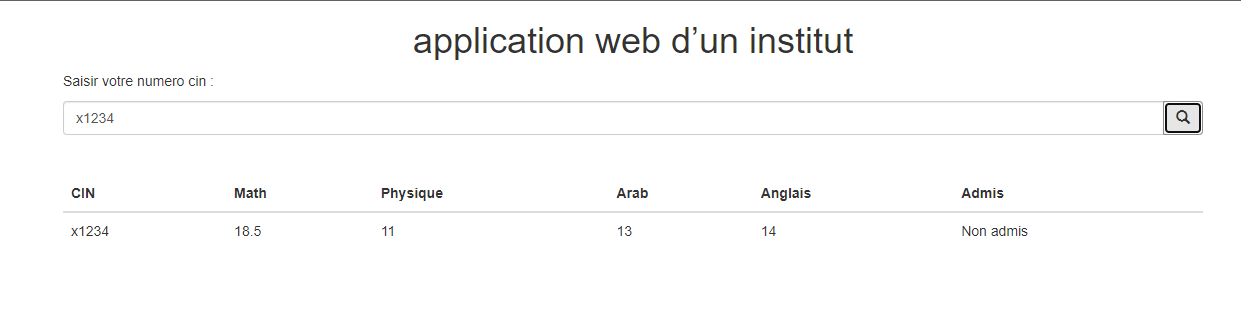 application web d’un institut
Saisir votre numero cin :
x1234
CIN Math Physique Arab Anglais Admis
x1234 18.5 11 13 14 Non admis